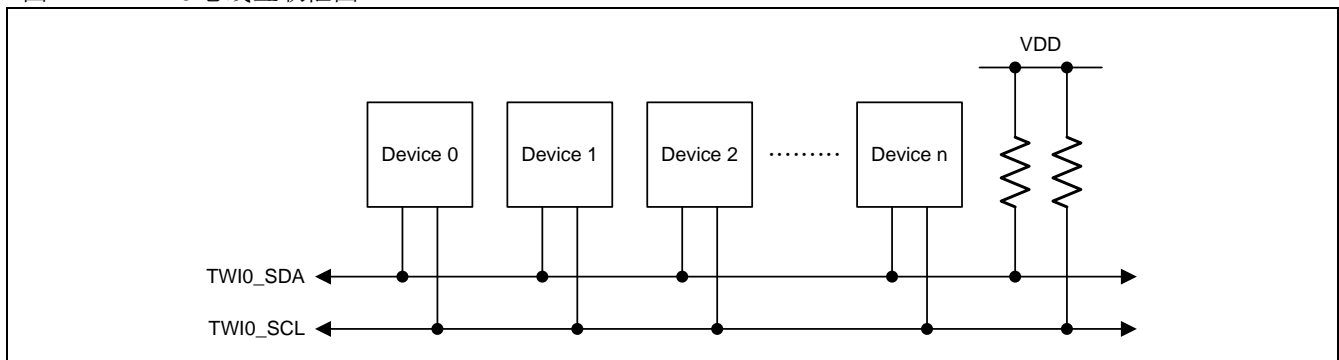 VDD
Device 0 Device 1 Device 2 ⋯⋯⋯ Device n
TWI0_SDA
TWI0_SCL